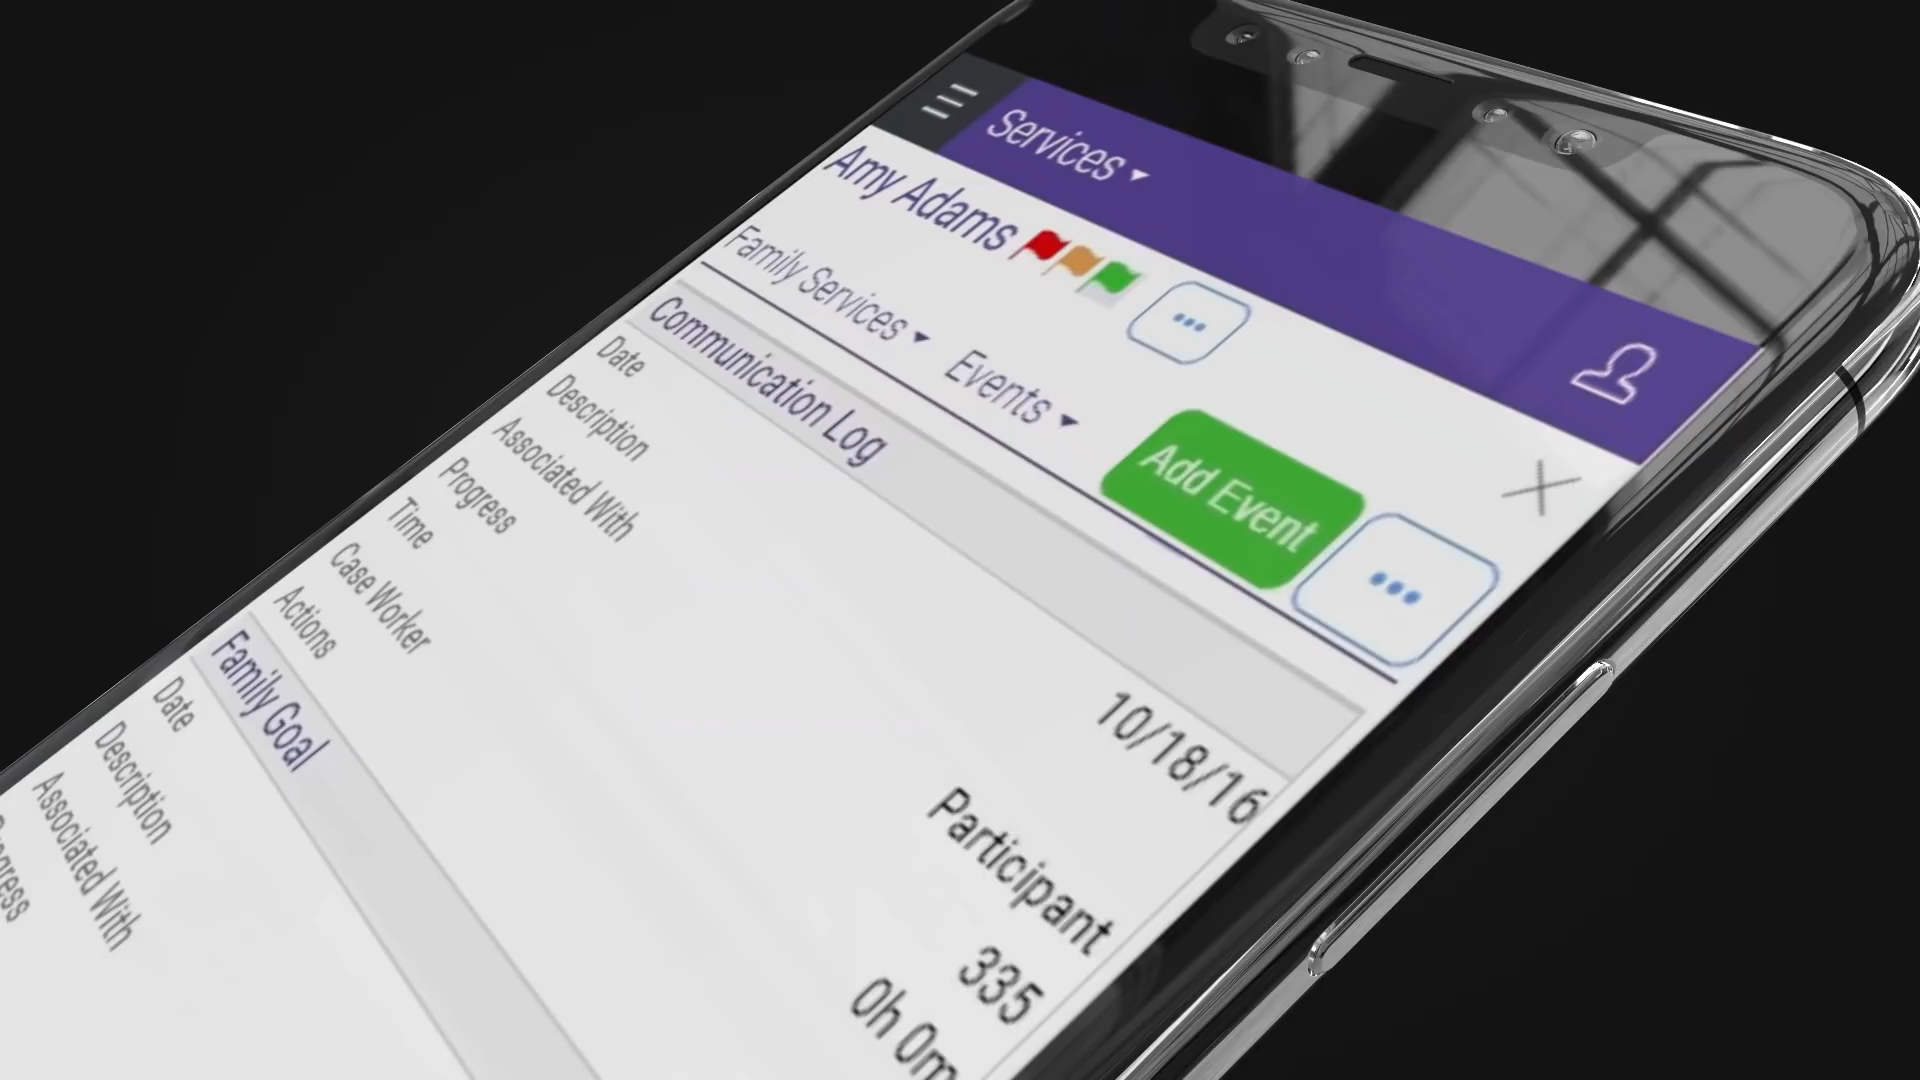 Services
Amy Adams
Family Services
Events
Add Event
Communication Log
Date
10/18/16
Description
Associated With
Participant
Progress
335
Time
0h 0m
Case Worker
Actions
Family Goal
Date
Description
Associated With